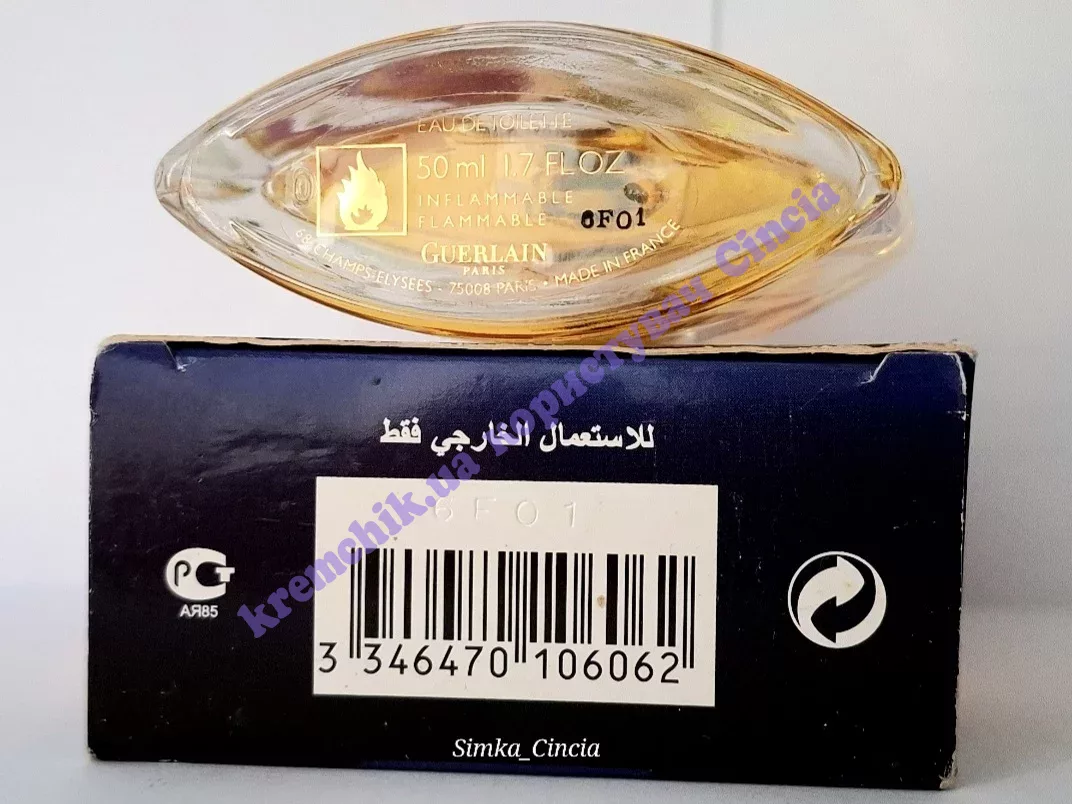 EAU DE TOILETTE
50 ml 1.7 FL OZ
INFLAMMABLE
FLAMMABLE
6F01
GUERLAIN
PARIS
68, CHAMPS-ELYSEES - 75008 PARIS • MADE IN FRANCE
للاستعمال الخارجي فقط
6F01
РСТ
АЯ85
3 346470 106062
kremchik.ua Користувач Cincia
Simka_Cincia